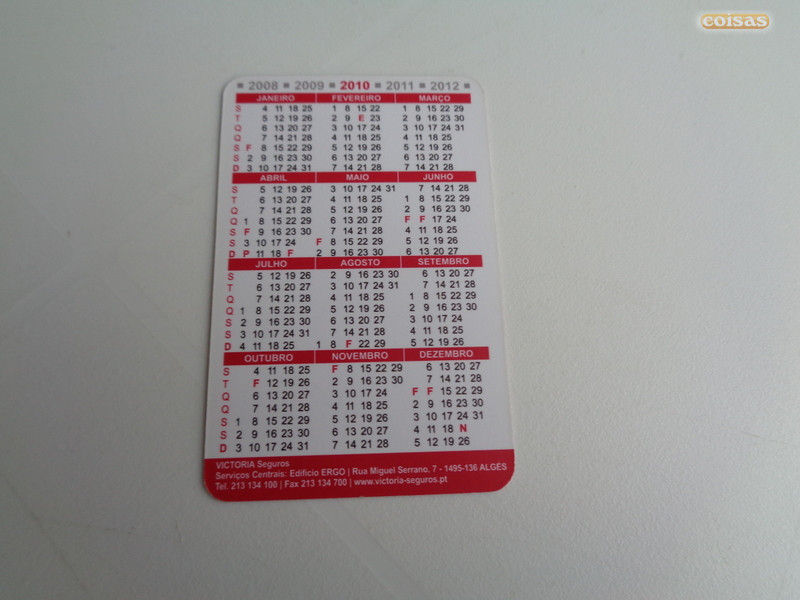 coisas
2008 2009 2010 2011 2012
JANEIRO FEVEREIRO MARÇO
S 4 11 18 25 1 8 15 22 1 8 15 22 29
T 5 12 19 26 2 9 E 23 2 9 16 23 30
Q 6 13 20 27 3 10 17 24 3 10 17 24 31
Q 7 14 21 28 4 11 18 25 4 11 18 25
S F 8 15 22 29 5 12 19 26 5 12 19 26
S 2 9 16 23 30 6 13 20 27 6 13 20 27
D 3 10 17 24 31 7 14 21 28 7 14 21 28
ABRIL MAIO JUNHO
S 5 12 19 26 3 10 17 24 31 7 14 21 28
T 6 13 20 27 4 11 18 25 1 8 15 22 29
Q 7 14 21 28 5 12 19 26 2 9 16 23 30
Q 1 8 15 22 29 6 13 20 27 F F 17 24
S F 9 16 23 30 7 14 21 28 4 11 18 25
S 3 10 17 24 F 8 15 22 29 5 12 19 26
D P 11 18 F 2 9 16 23 30 6 13 20 27
JULHO AGOSTO SETEMBRO
S 5 12 19 26 2 9 16 23 30 6 13 20 27
T 6 13 20 27 3 10 17 24 31 7 14 21 28
Q 7 14 21 28 4 11 18 25 1 8 15 22 29
Q 1 8 15 22 29 5 12 19 26 2 9 16 23 30
S 2 9 16 23 30 6 13 20 27 3 10 17 24
S 3 10 17 24 31 7 14 21 28 4 11 18 25
D 4 11 18 25 1 8 F 22 29 5 12 19 26
OUTUBRO NOVEMBRO DEZEMBRO
S 4 11 18 25 F 8 15 22 29 6 13 20 27
T F 12 19 26 2 9 16 23 30 7 14 21 28
Q 6 13 20 27 3 10 17 24 F F 15 22 29
Q 7 14 21 28 4 11 18 25 2 9 16 23 30
S 1 8 15 22 29 5 12 19 26 3 10 17 24 31
S 2 9 16 23 30 6 13 20 27 4 11 18 N
D 3 10 17 24 31 7 14 21 28 5 12 19 26
VICTORIA Seguros
Serviços Centrais: Edifício ERGO | Rua Miguel Serrano, 7 - 1495-136 ALGÉS
Tel. 213 134 100 | Fax 213 134 700 | www.victoria-seguros.pt